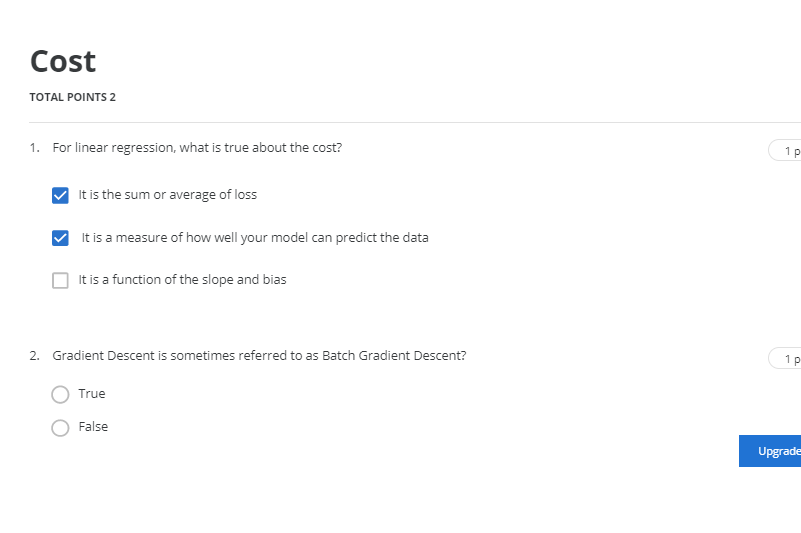 Cost
TOTAL POINTS 2
1. For linear regression, what is true about the cost?
1 p
It is the sum or average of loss
It is a measure of how well your model can predict the data
It is a function of the slope and bias
2. Gradient Descent is sometimes referred to as Batch Gradient Descent?
1 p
True
False
Upgrade